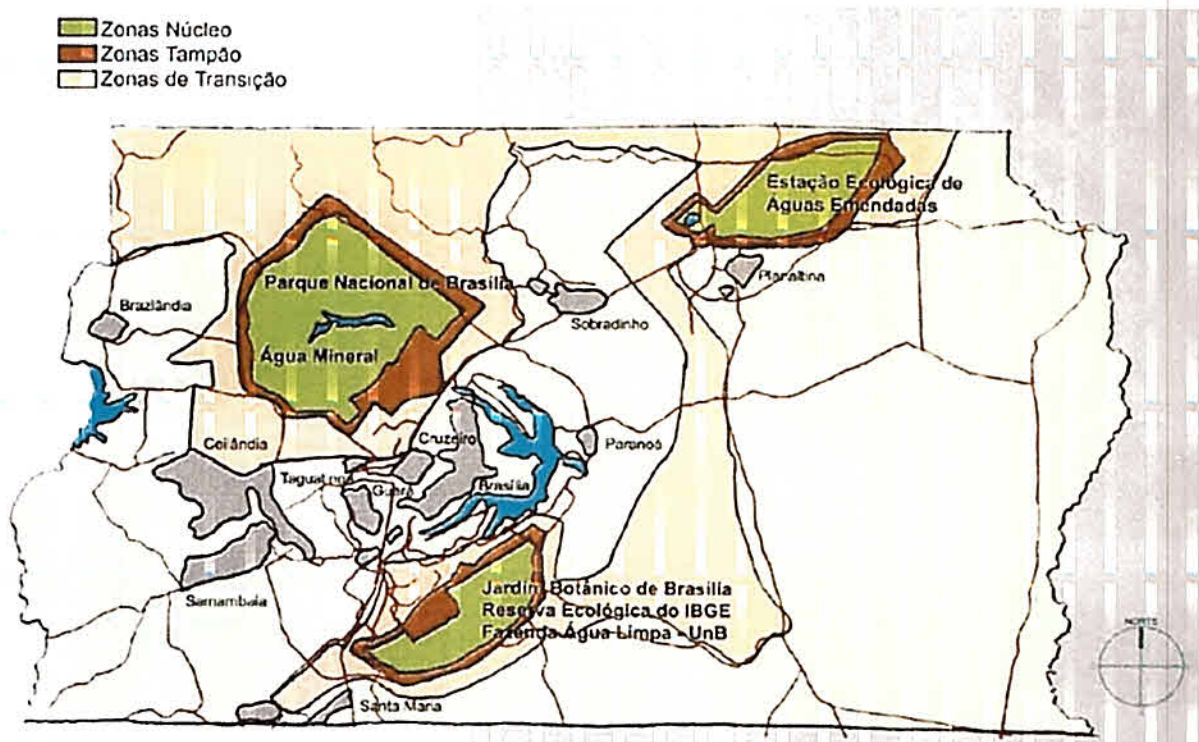 Zonas Núcleo
Zonas Tampão
Zonas de Transição
Estação Ecológica de
Águas Emendadas
Parque Nacional de Brasília
Planaltina
Brazlândia
Sobradinho
Água Mineral
Ceilândia
Cruzeiro
Paranoá
Taguatinga
Guará
Brasília
Jardim Botânico de Brasília
Reserva Ecológica do IBGE
Fazenda Água Limpa - UnB
Samambaia
Santa Maria
NORTE